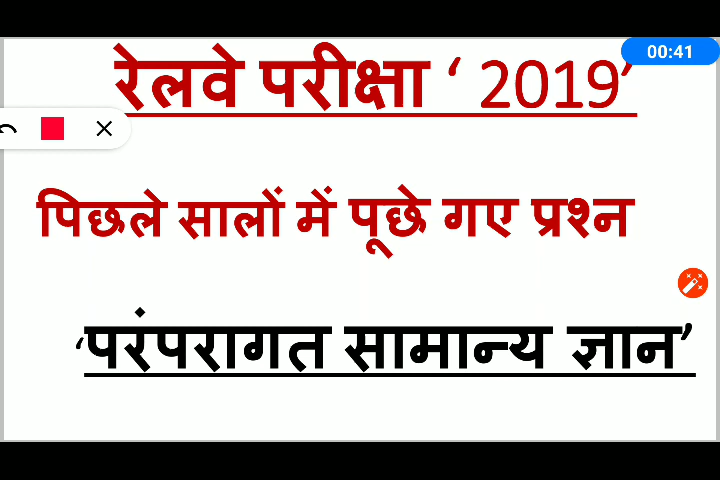 00:41
रेलवे परीक्षा ‘ 2019’
पिछले सालों में पूछे गए प्रश्न
‘परंपरागत सामान्य ज्ञान’